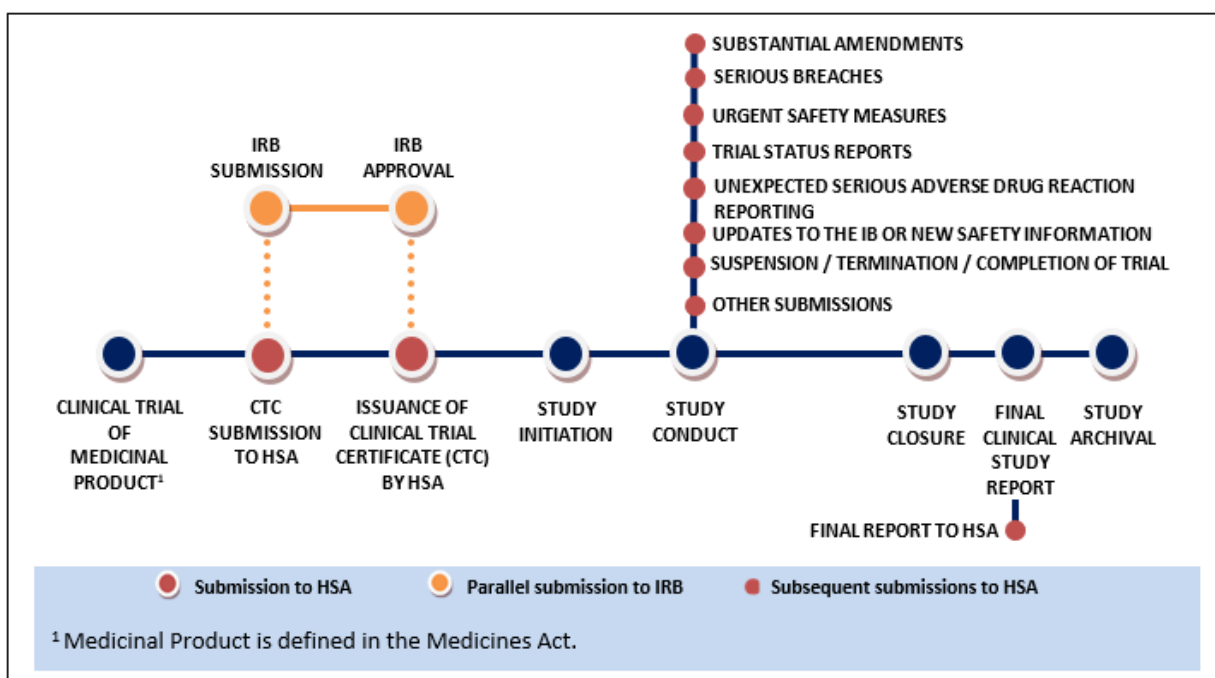 SUBSTANTIAL AMENDMENTS
SERIOUS BREACHES
URGENT SAFETY MEASURES
TRIAL STATUS REPORTS
UNEXPECTED SERIOUS ADVERSE DRUG REACTION
REPORTING
UPDATES TO THE IB OR NEW SAFETY INFORMATION
SUSPENSION / TERMINATION / COMPLETION OF TRIAL
OTHER SUBMISSIONS
IRB
SUBMISSION
IRB
APPROVAL
CLINICAL TRIAL
OF
MEDICINAL
PRODUCT¹
CTC
SUBMISSION
TO HSA
ISSUANCE OF
CLINICAL TRIAL
CERTIFICATE (CTC)
BY HSA
STUDY
INITIATION
STUDY
CONDUCT
STUDY
CLOSURE
FINAL
CLINICAL
STUDY
REPORT
STUDY
ARCHIVAL
FINAL REPORT TO HSA
Submission to HSA
Parallel submission to IRB
Subsequent submissions to HSA
¹ Medicinal Product is defined in the Medicines Act.